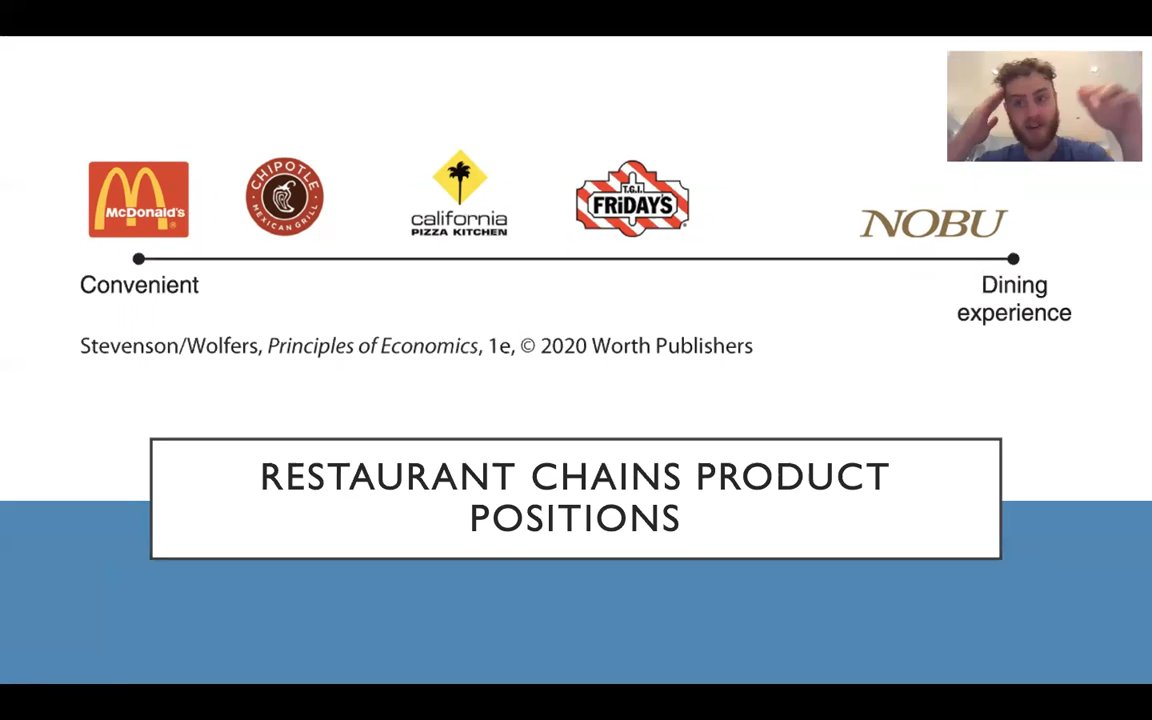 McDonald's
CHIPOTLE
MEXICAN GRILL
california
PIZZA KITCHEN
T.G.I.
FRiDAY'S
NOBU
Convenient
Dining
experience
Stevenson/Wolfers, Principles of Economics, 1e, © 2020 Worth Publishers
RESTAURANT CHAINS PRODUCT
POSITIONS